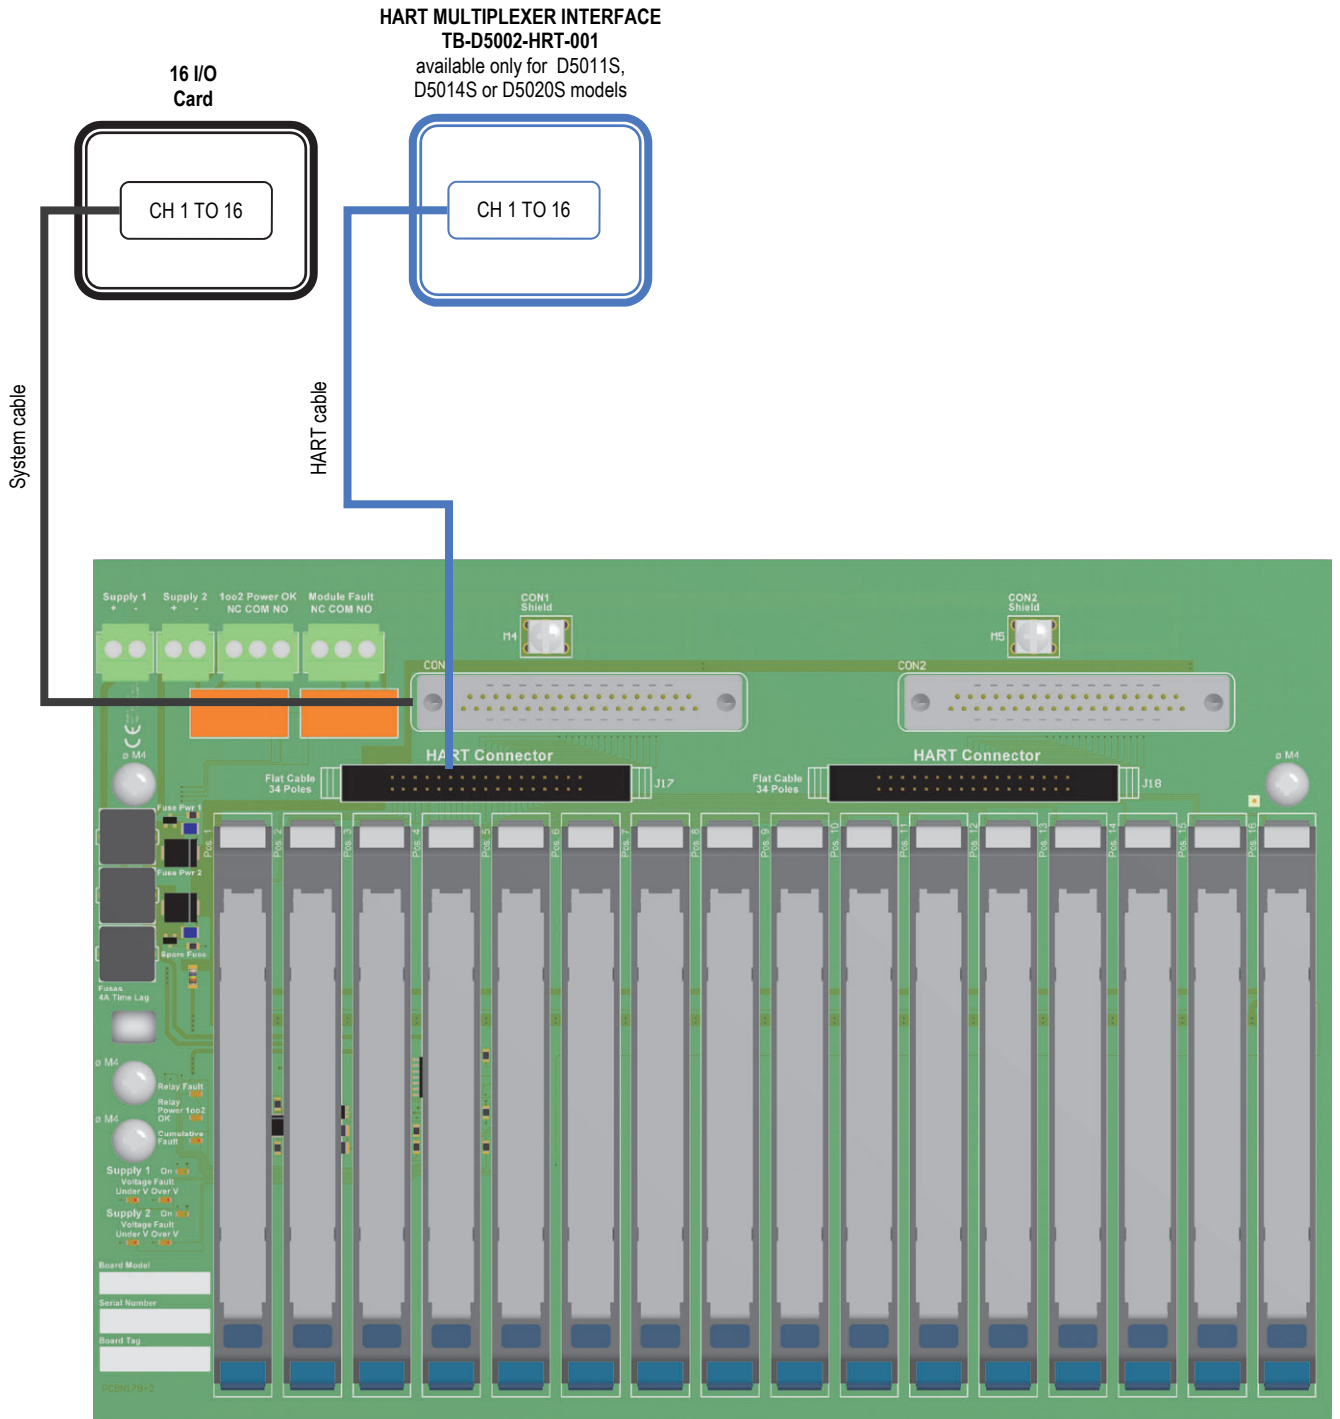 HART MULTIPLEXER INTERFACE
TB-D5002-HRT-001
available only for D5011S,
D5014S or D5020S models
16 I/O
Card
CH 1 TO 16
CH 1 TO 16
System cable
HART cable
Supply 1
+ -
Supply 2
+ -
1oo2 Power OK
NC COM NO
Module Fault
NC COM NO
CON1
Shield
M4
CON2
Shield
M5
CON
CON2
CE
HART Connector
HART Connector
Flat Cable
34 Poles
J17
Flat Cable
34 Poles
J18
ø M4
ø M4
Fuse Pwr 1
Fuse Pwr 2
Spare Fuse
Fuses
4A Time Lag
Pos. 1
Pos. 2
Pos. 3
Pos. 4
Pos. 5
Pos. 6
Pos. 7
Pos. 8
Pos. 9
Pos. 10
Pos. 11
Pos. 12
Pos. 13
Pos. 14
Pos. 15
Pos. 16
ø M4
Relay Fault
Relay
Power 1oo2
OK
ø M4
Cumulative
Fault
Supply 1 On
Voltage Fault
Under V Over V
Supply 2 On
Voltage Fault
Under V Over V
Board Model
Serial Number
Board Tag
PCBN179-2